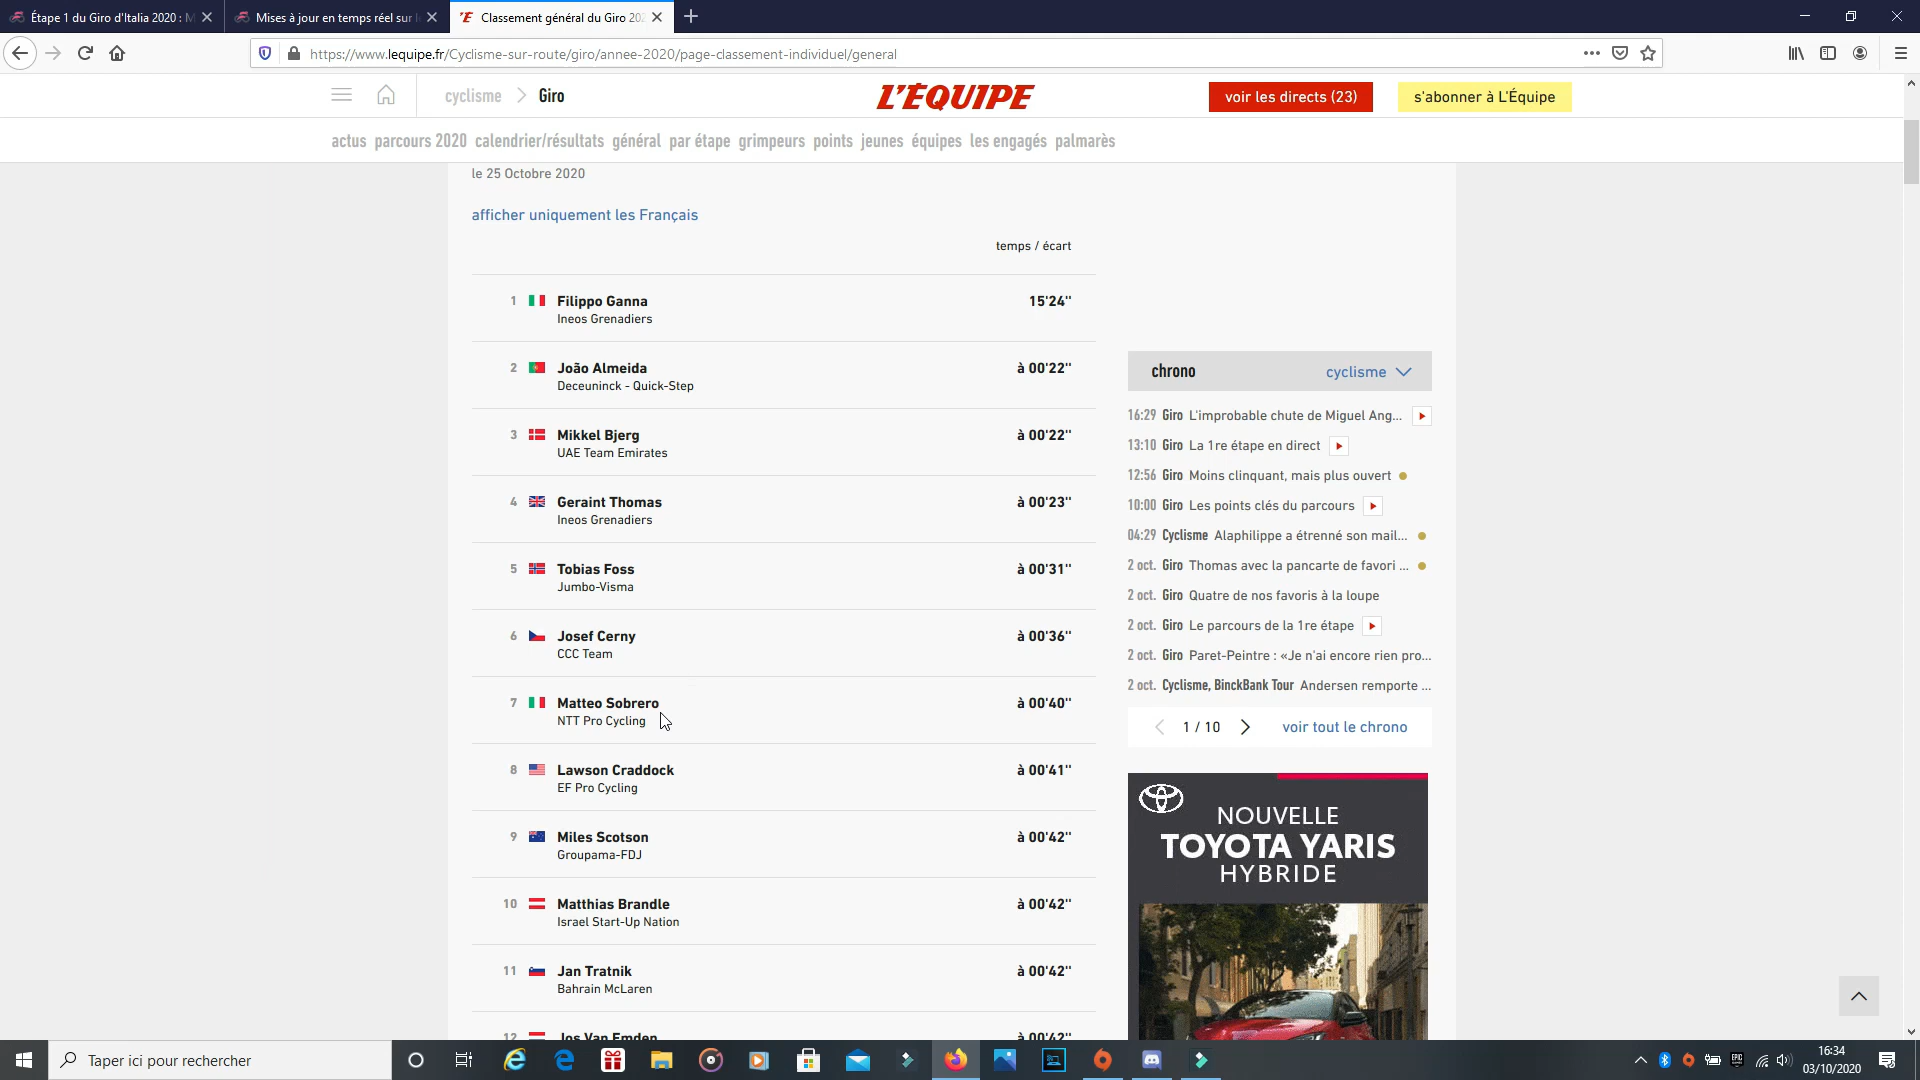 Étape 1 du Giro d'Italia 2020 : M
Mises à jour en temps réel sur l
Classement général du Giro 202
https://www.lequipe.fr/Cyclisme-sur-route/giro/annee-2020/page-classement-individuel/general
cyclisme > Giro
L'ÉQUIPE
voir les directs (23)
s'abonner à L'Équipe
actus parcours 2020 calendrier/résultats général par étape grimpeurs points jeunes équipes les engagés palmarès
le 25 Octobre 2020
afficher uniquement les Français
temps / écart
1 Filippo Ganna 15'24''
Ineos Grenadiers
2 João Almeida à 00'22''
Deceuninck - Quick-Step
3 Mikkel Bjerg à 00'22''
UAE Team Emirates
4 Geraint Thomas à 00'23''
Ineos Grenadiers
5 Tobias Foss à 00'31''
Jumbo-Visma
6 Josef Cerny à 00'36''
CCC Team
7 Matteo Sobrero à 00'40''
NTT Pro Cycling
8 Lawson Craddock à 00'41''
EF Pro Cycling
9 Miles Scotson à 00'42''
Groupama-FDJ
10 Matthias Brandle à 00'42''
Israel Start-Up Nation
11 Jan Tratnik à 00'42''
Bahrain McLaren
12 Jos Van Emden à 00'42''
chrono cyclisme
16:29 Giro L'improbable chute de Miguel Ang...
13:10 Giro La 1re étape en direct
12:56 Giro Moins clinquant, mais plus ouvert
10:00 Giro Les points clés du parcours
04:29 Cyclisme Alaphilippe a étrenné son mail...
2 oct. Giro Thomas avec la pancarte de favori ...
2 oct. Giro Quatre de nos favoris à la loupe
2 oct. Giro Le parcours de la 1re étape
2 oct. Giro Paret-Peintre : «Je n'ai encore rien pro...
2 oct. Cyclisme, BinckBank Tour Andersen remporte ...
1 / 10 voir tout le chrono
NOUVELLE
TOYOTA YARIS
HYBRIDE
Taper ici pour rechercher
EPIC
16:34
03/10/2020